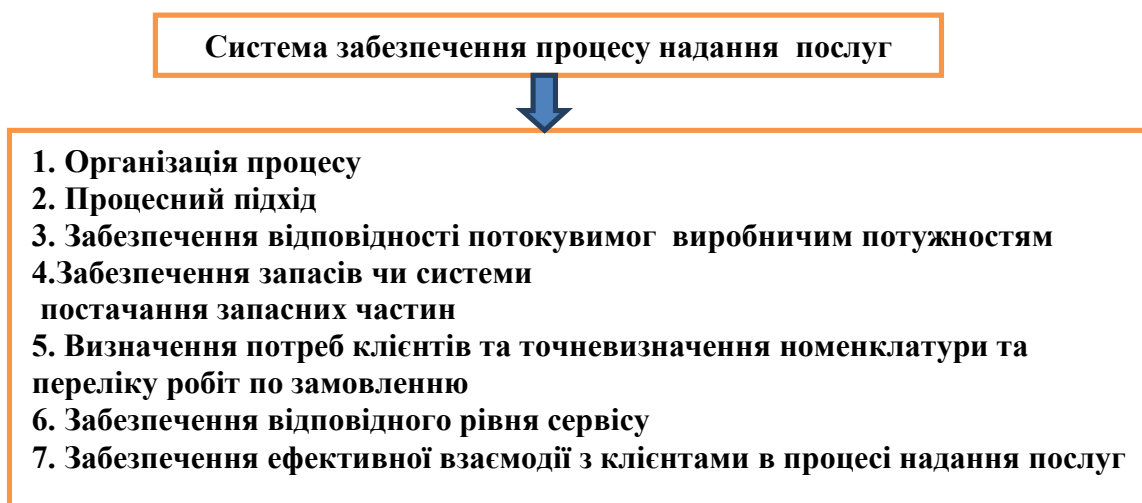 Система забезпечення процесу надання послуг
1. Організація процесу
2. Процесний підхід
3. Забезпечення відповідності потокувимог виробничим потужностям
4.Забезпечення запасів чи системи
постачання запасних частин
5. Визначення потреб клієнтів та точневизначення номенклатури та
переліку робіт по замовленню
6. Забезпечення відповідного рівня сервісу
7. Забезпечення ефективної взаємодії з клієнтами в процесі надання послуг